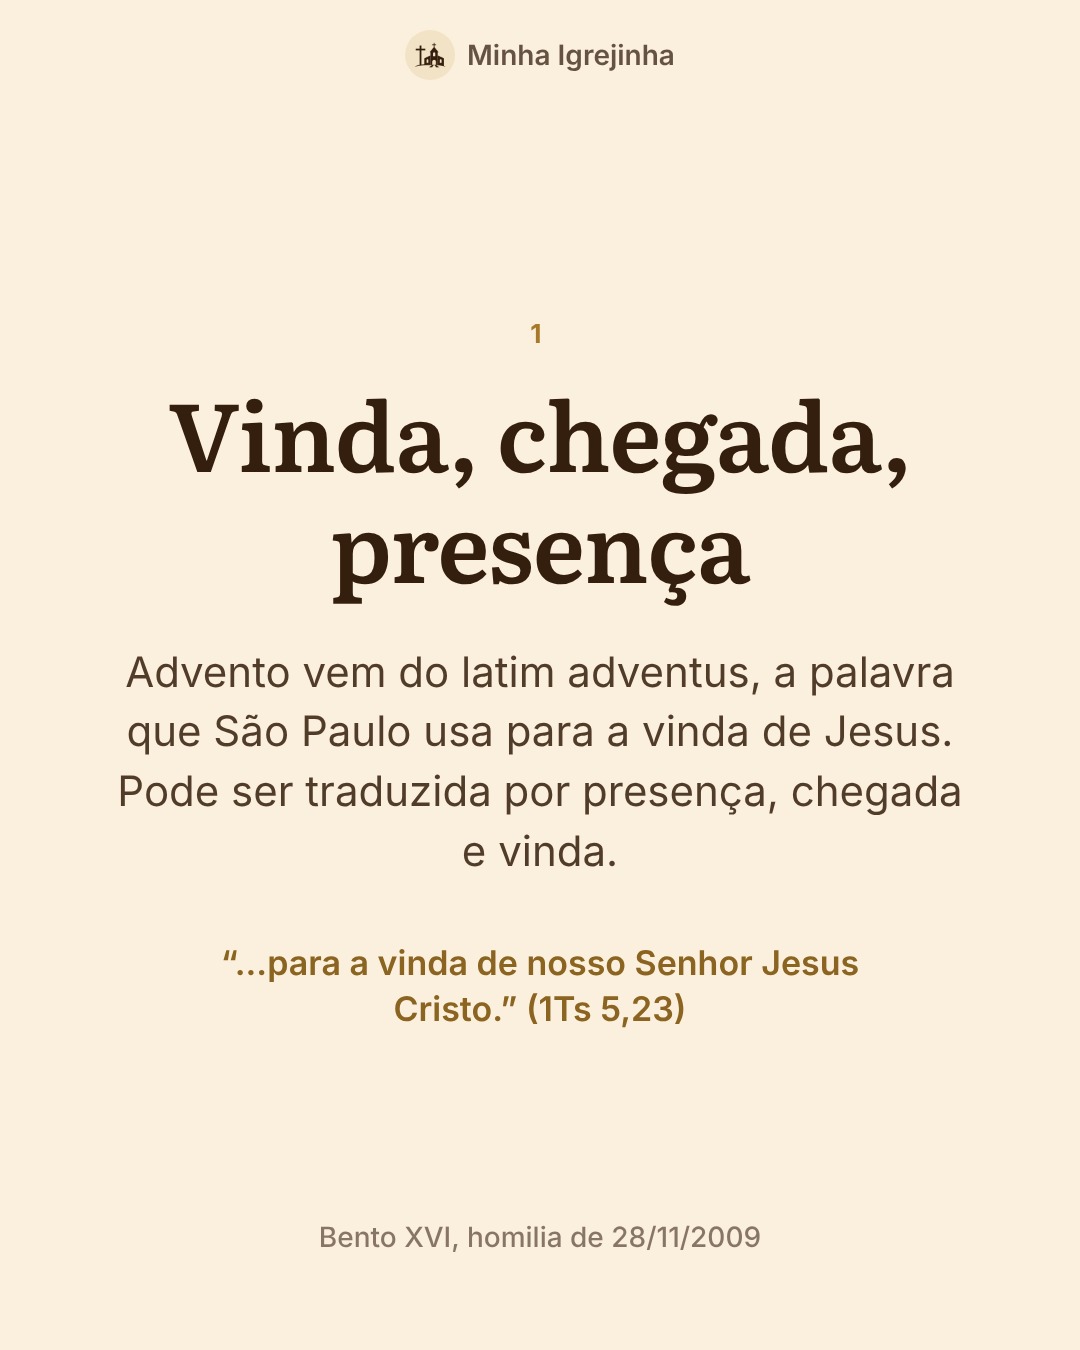 Minha Igrejinha
1
Vinda, chegada,
presença
Advento vem do latim adventus, a palavra
que São Paulo usa para a vinda de Jesus.
Pode ser traduzida por presença, chegada
e vinda.
“…para a vinda de nosso Senhor Jesus
Cristo.” (1Ts 5,23)
Bento XVI, homilia de 28/11/2009